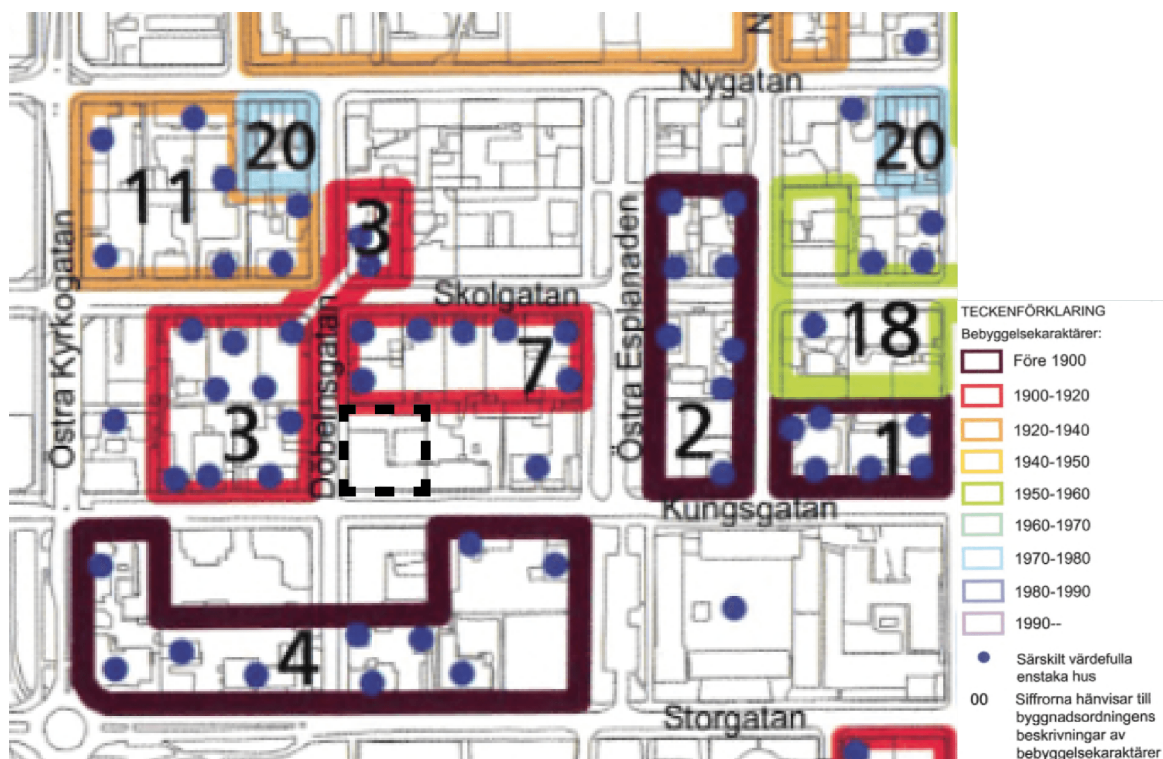 Nygatan
20
20
11
3
Östra Kyrkogatan
Östra Esplanaden
Skolgatan
18
7
Döbelnsgatan
3
2
1
Kungsgatan
4
Storgatan
TECKENFÖRKLARING
Bebyggelsekaraktärer:
Före 1900
1900-1920
1920-1940
1940-1950
1950-1960
1960-1970
1970-1980
1980-1990
1990--
Särskilt värdefulla
enstaka hus
00 Siffrorna hänvisar till
byggnadsordningens
beskrivningar av
bebyggelsekaraktärer